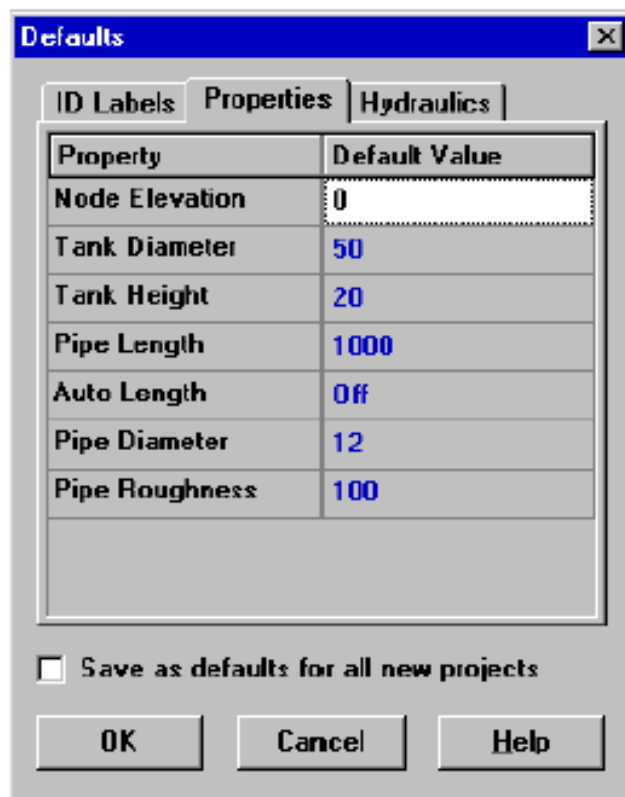 Defaults
ID Labels Properties Hydraulics
Property Default Value
Node Elevation 0
Tank Diameter 50
Tank Height 20
Pipe Length 1000
Auto Length Off
Pipe Diameter 12
Pipe Roughness 100
Save as defaults for all new projects
OK Cancel Help